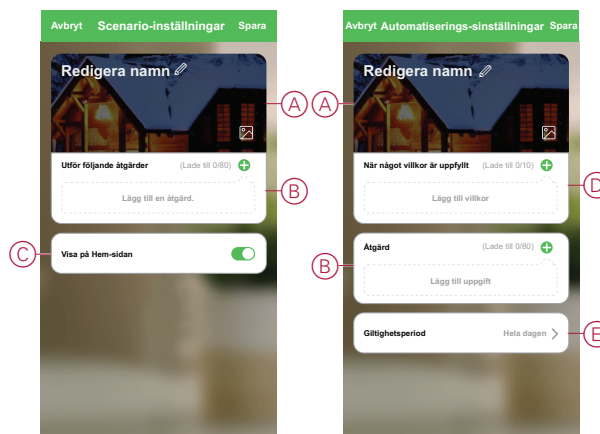 Avbryt Scenario-inställningar Spara
Redigera namn
A
Utför följande åtgärder (Lade till 0/80)
Lägg till en åtgärd.
B
C
Visa på Hem-sidan
Avbryt Automatiserings-sinställningar Spara
Redigera namn
A
När något villkor är uppfyllt (Lade till 0/10)
Lägg till villkor
D
Åtgärd (Lade till 0/80)
Lägg till uppgift
B
Giltighetsperiod Hela dagen
E